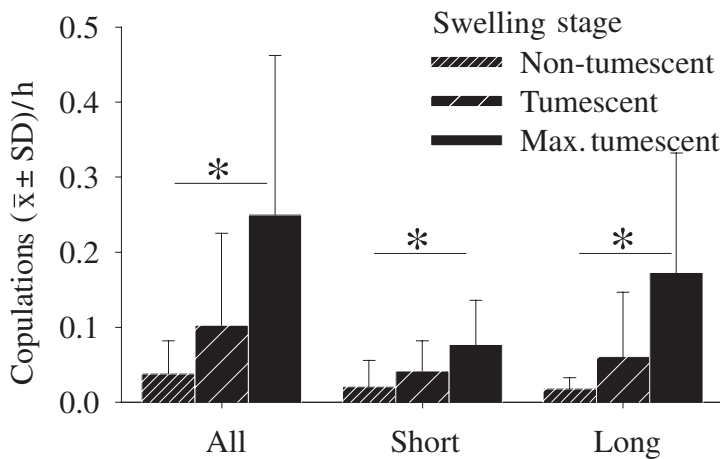 Swelling stage
Non-tumescent
Tumescent
Max. tumescent
Copulations (x̄ ± SD)/h
0.5
0.4
0.3
0.2
0.1
0.0
*
*
*
All Short Long